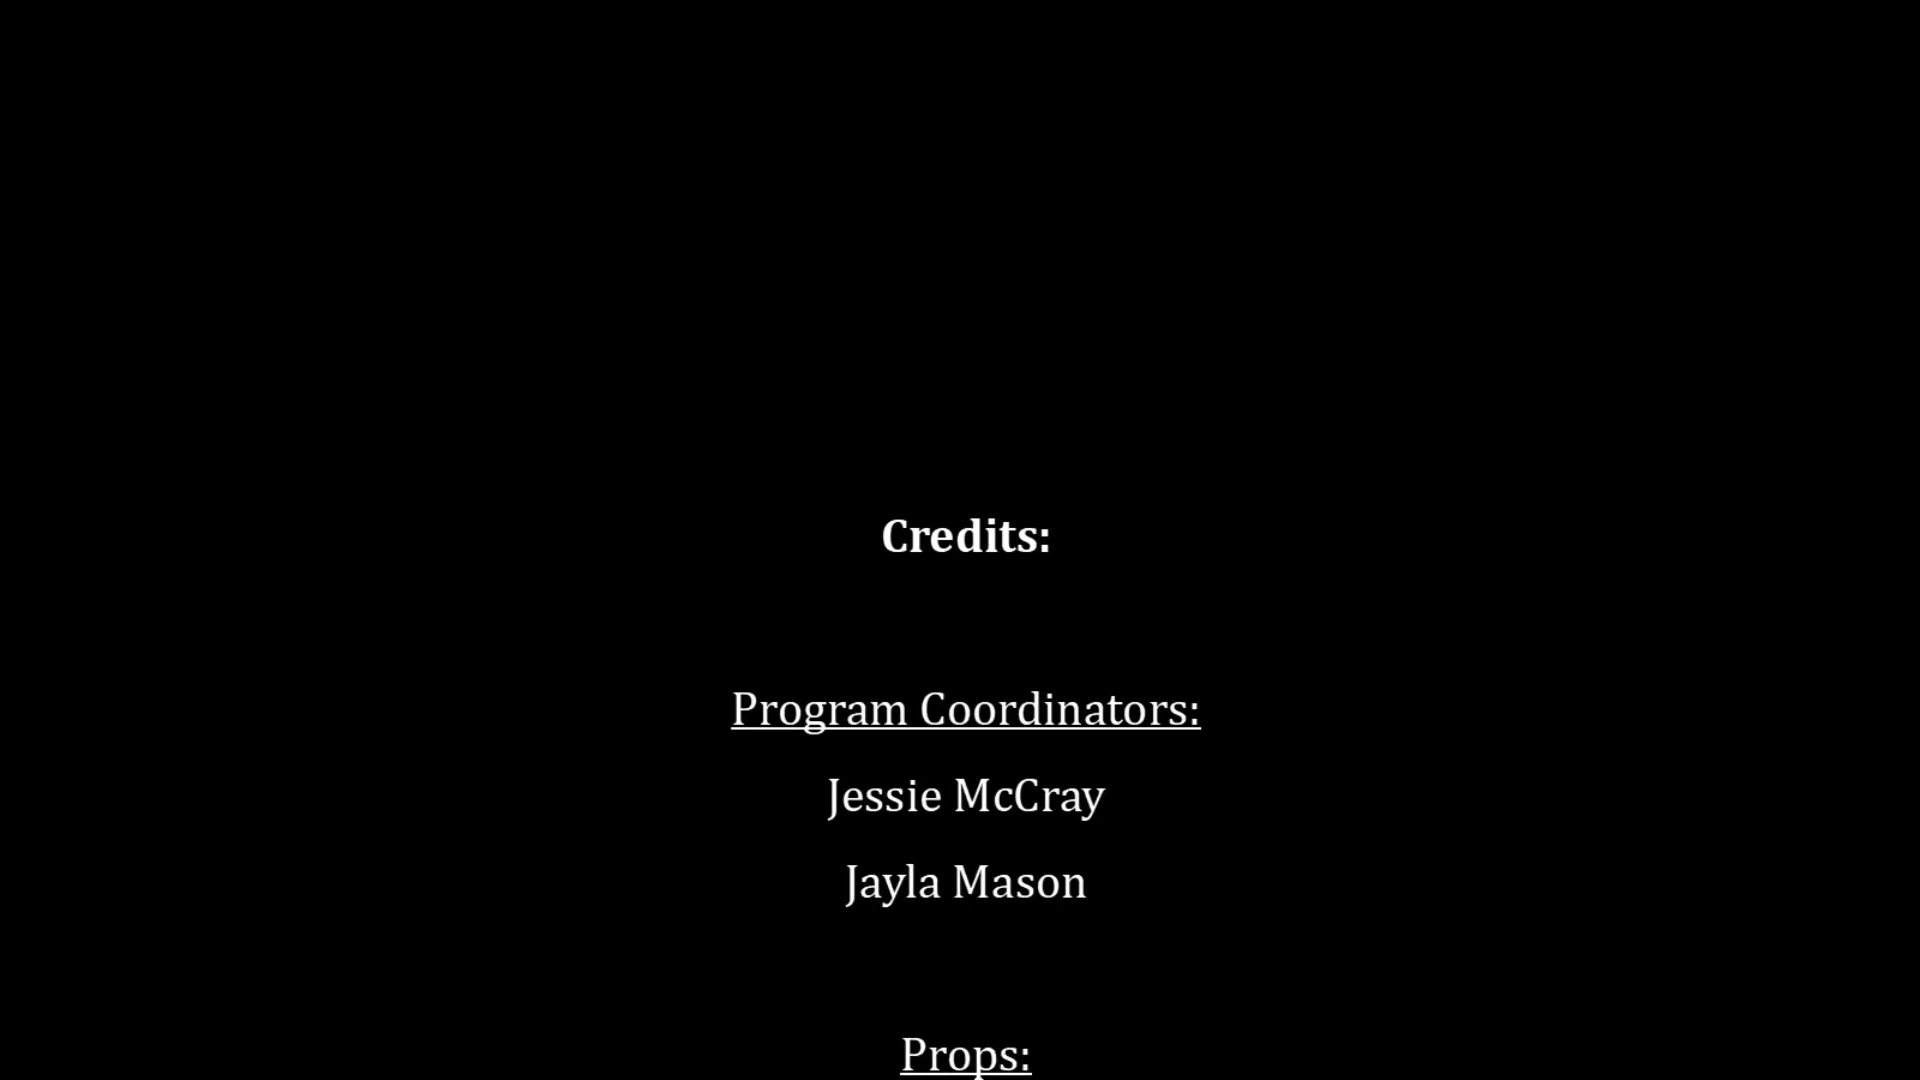 Credits:
Program Coordinators:
Jessie McCray
Jayla Mason
Props: